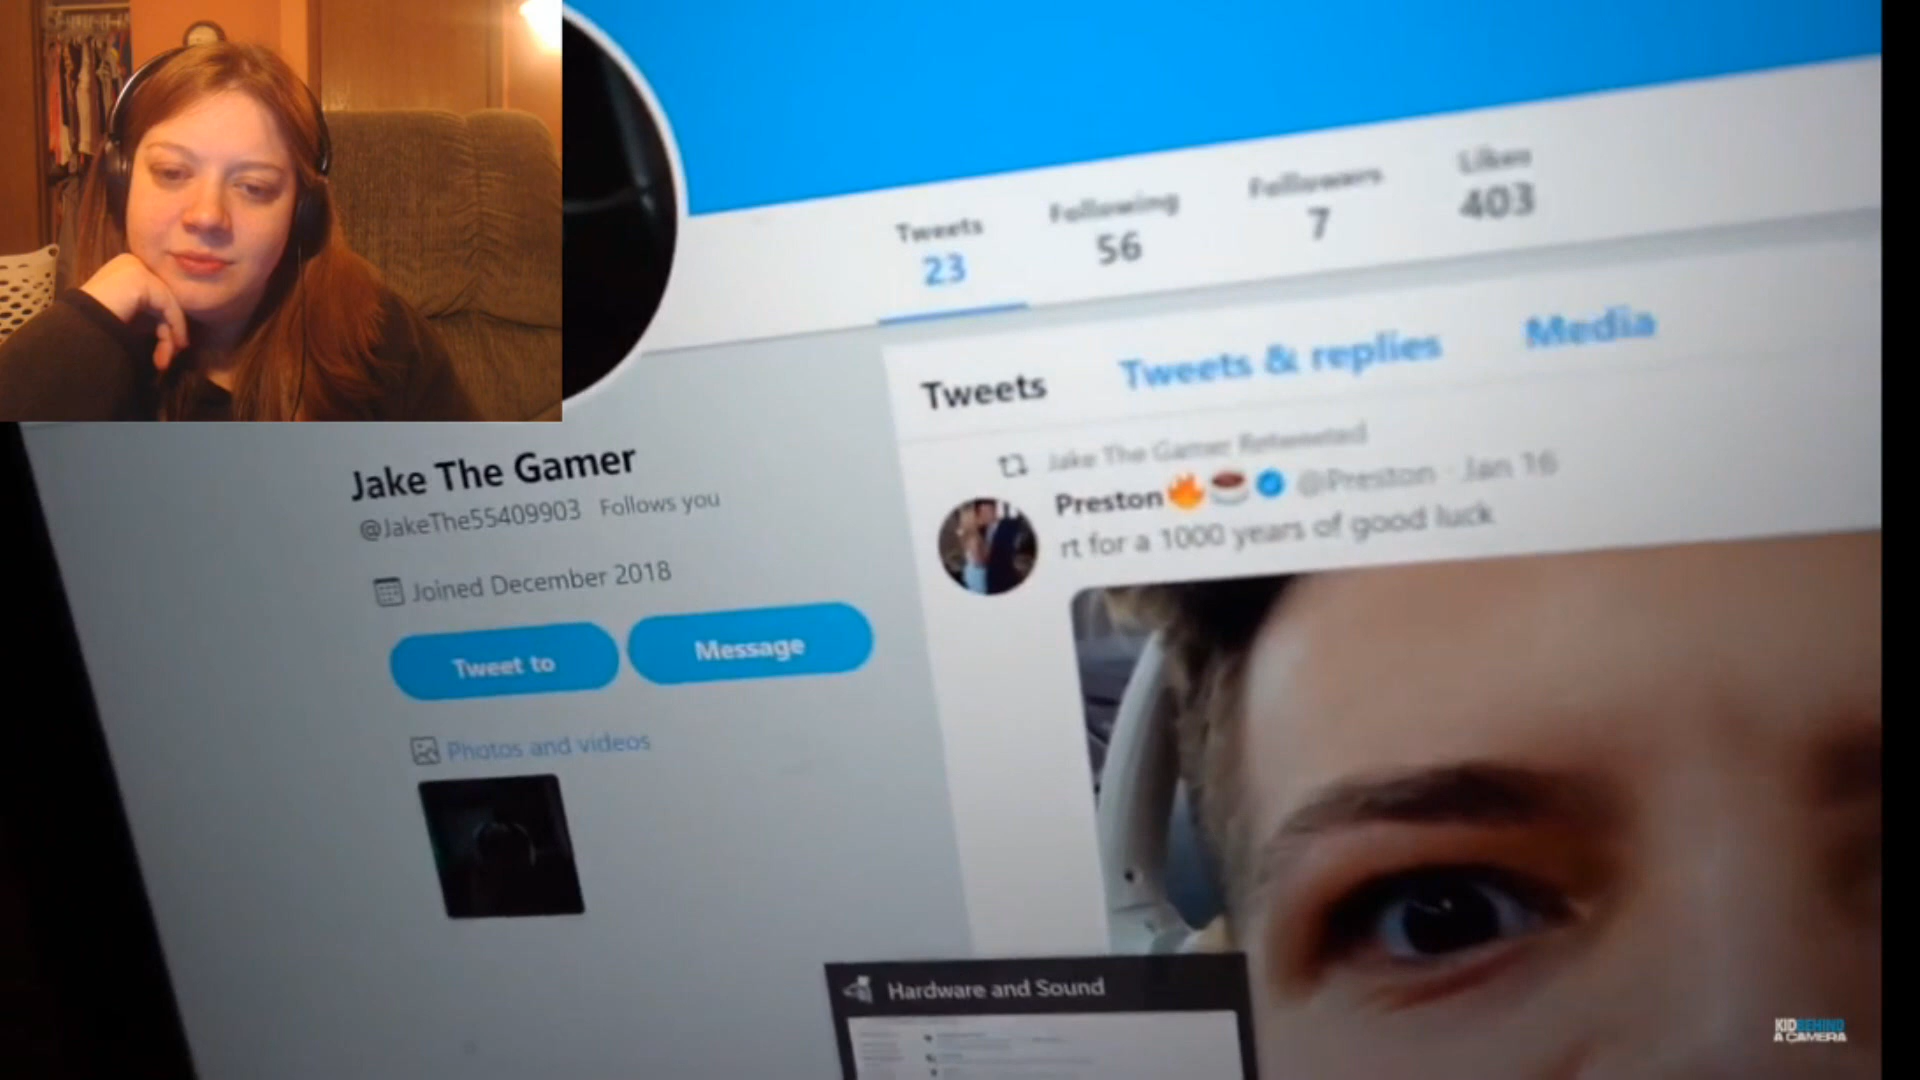 Tweets
23
Following
56
Followers
7
Likes
403
Tweets
Tweets & replies
Media
Jake The Gamer
@JakeThe55409903 Follows you
Joined December 2018
Tweet to
Message
Photos and videos
Jake The Gamer Retweeted
Preston🔥☕ @Preston · Jan 16
rt for a 1000 years of good luck
Hardware and Sound
KIDBEHIND
A CAMERA